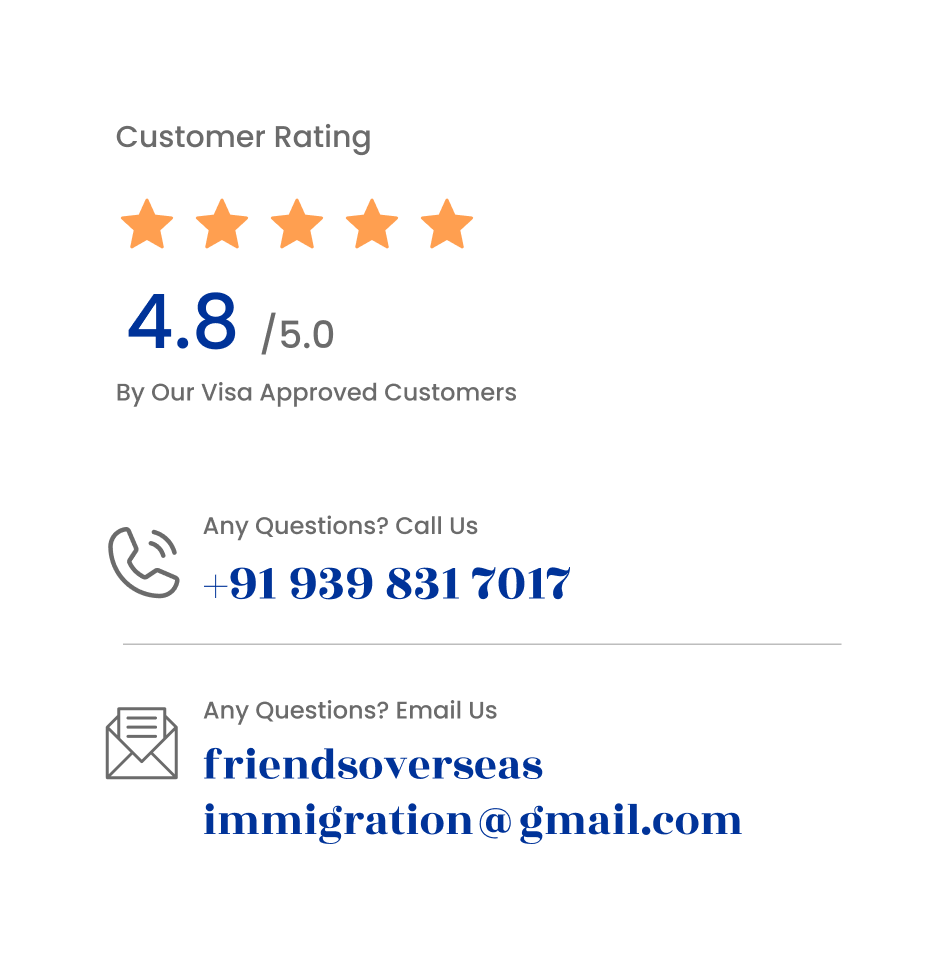 Customer Rating
4.8 /5.0
By Our Visa Approved Customers
Any Questions? Call Us
+91 939 831 7017
Any Questions? Email Us
friendsoverseas
immigration@gmail.com